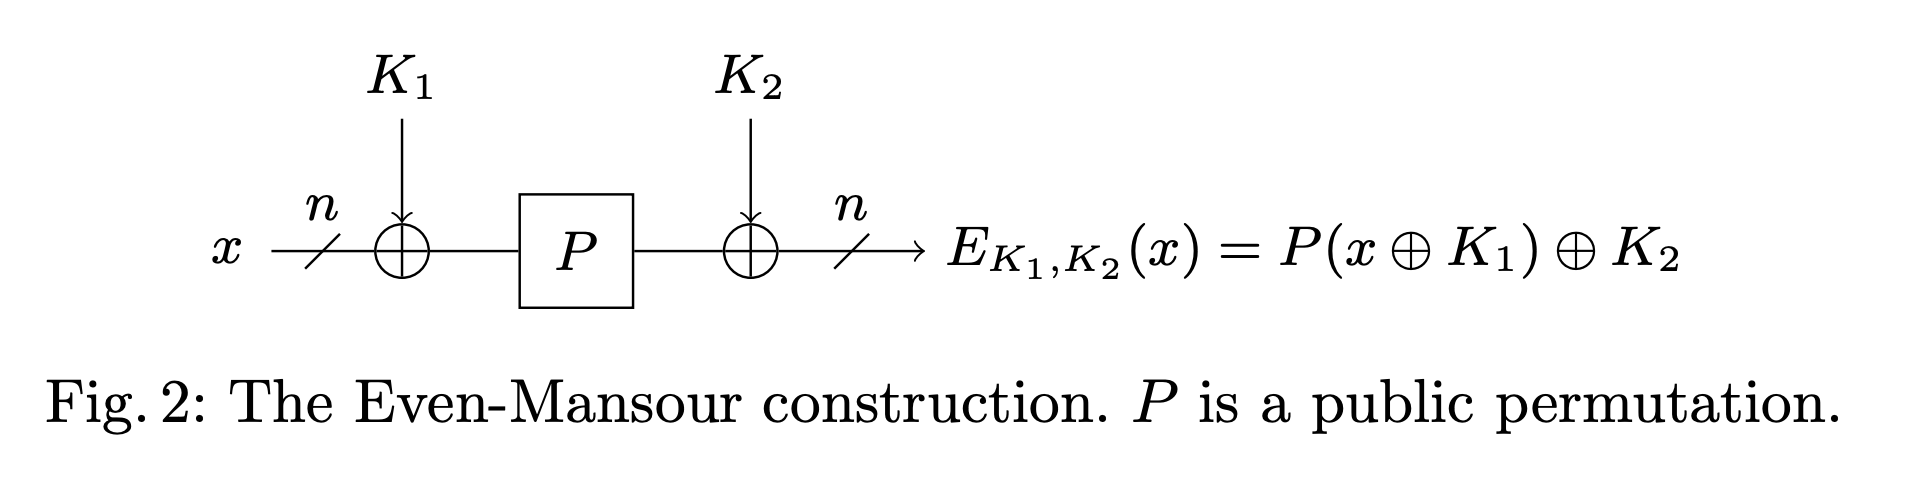 K₁ K₂
n n
x P E_{K₁,K₂}(x) = P(x ⊕ K₁) ⊕ K₂
Fig. 2: The Even-Mansour construction. P is a public permutation.